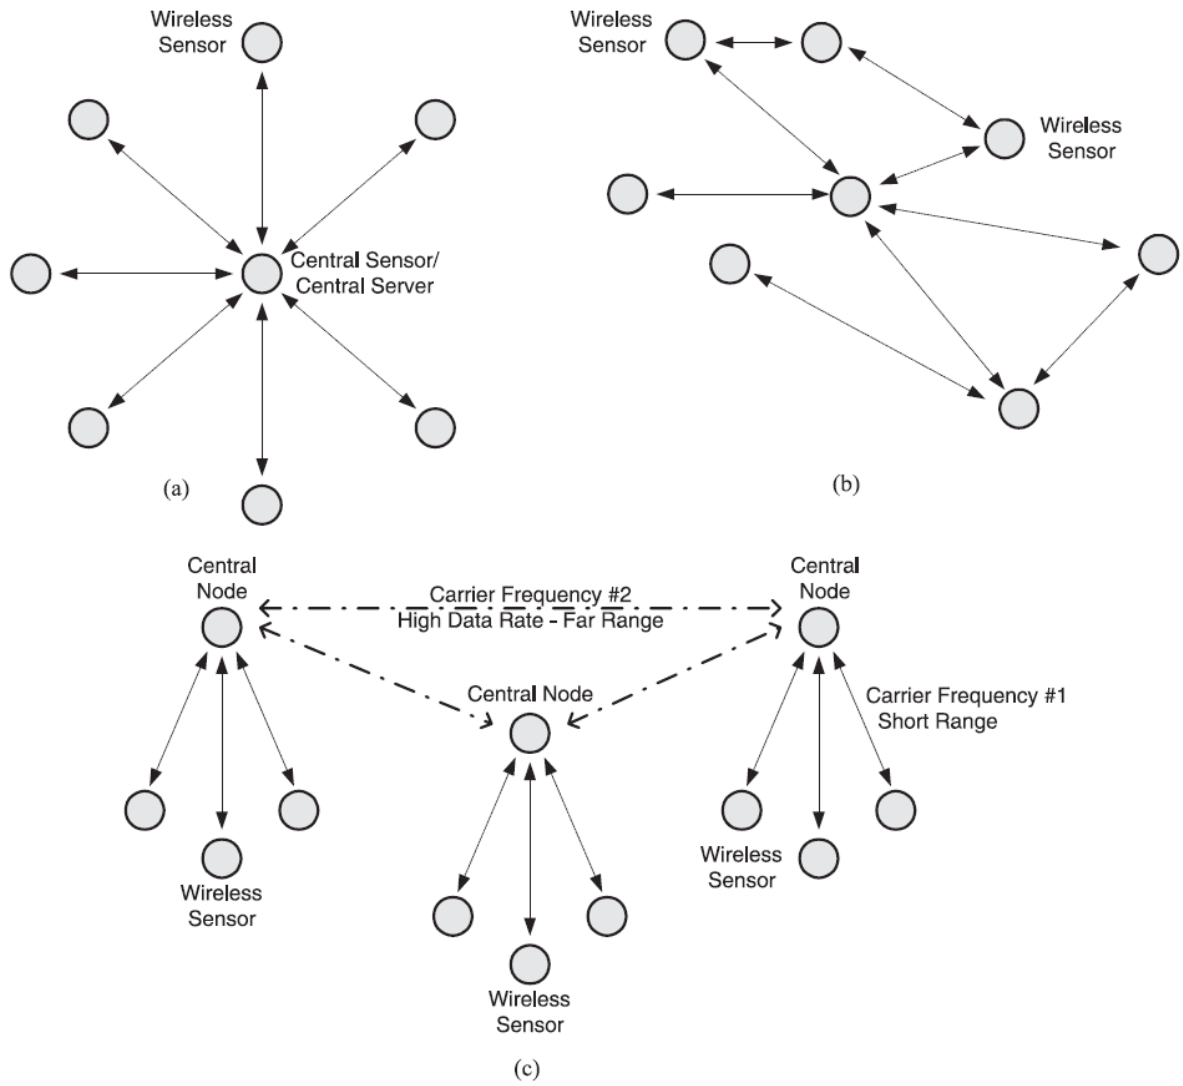 Wireless
Sensor
Central Sensor/
Central Server
(a)
Wireless
Sensor
Wireless
Sensor
(b)
Central
Node
Carrier Frequency #2
High Data Rate - Far Range
Central
Node
Central Node
Carrier Frequency #1
Short Range
Wireless
Sensor
Wireless
Sensor
Wireless
Sensor
(c)